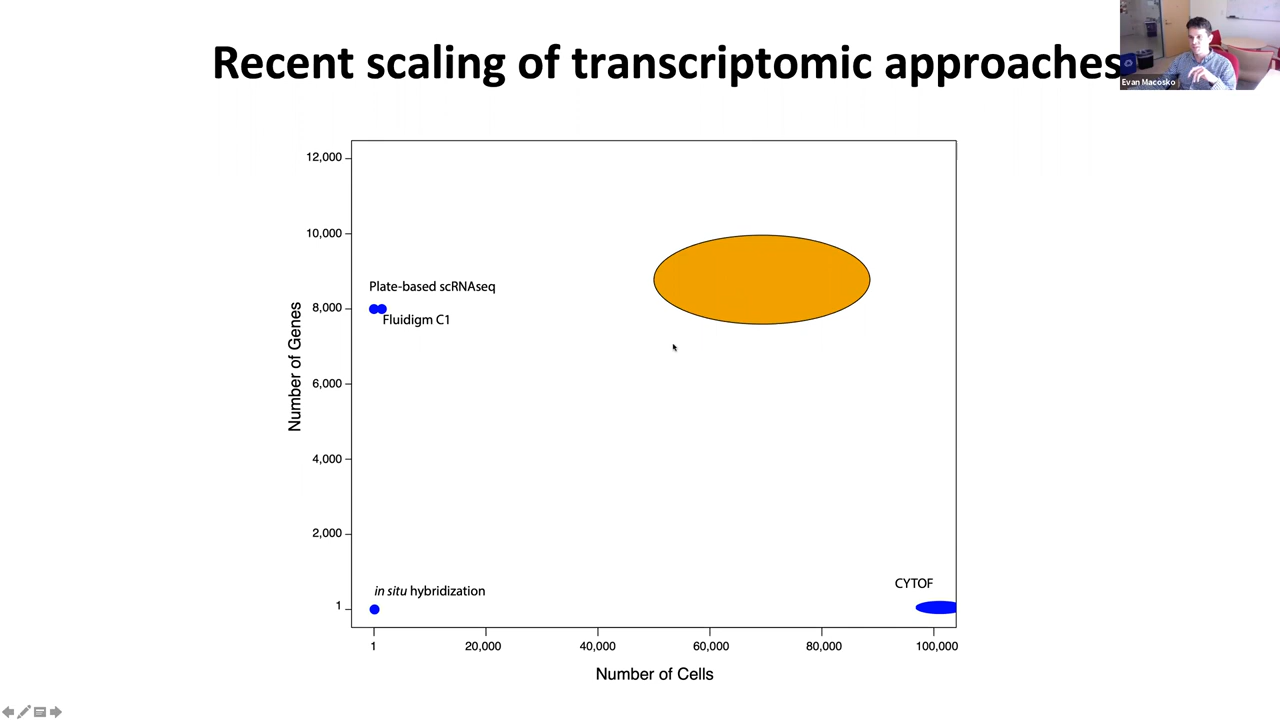 Recent scaling of transcriptomic approaches
Evan Macosko
12,000
10,000
8,000
6,000
4,000
2,000
1
Number of Genes
Plate-based scRNAseq
Fluidigm C1
in situ hybridization
CYTOF
1
20,000
40,000
60,000
80,000
100,000
Number of Cells